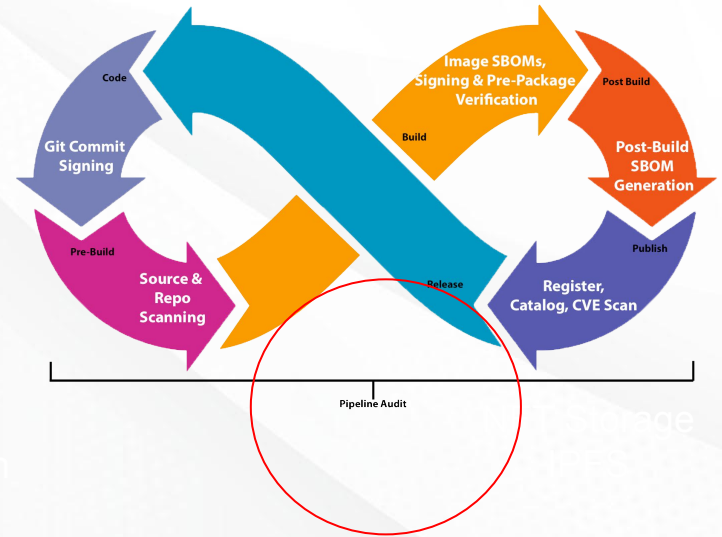 Code
Git Commit
Signing
Pre-Build
Source &
Repo
Scanning
Build
Image SBOMs,
Signing & Pre-Package
Verification
Post Build
Post-Build
SBOM
Generation
Publish
Register,
Catalog, CVE Scan
Release
Pipeline Audit
Storage